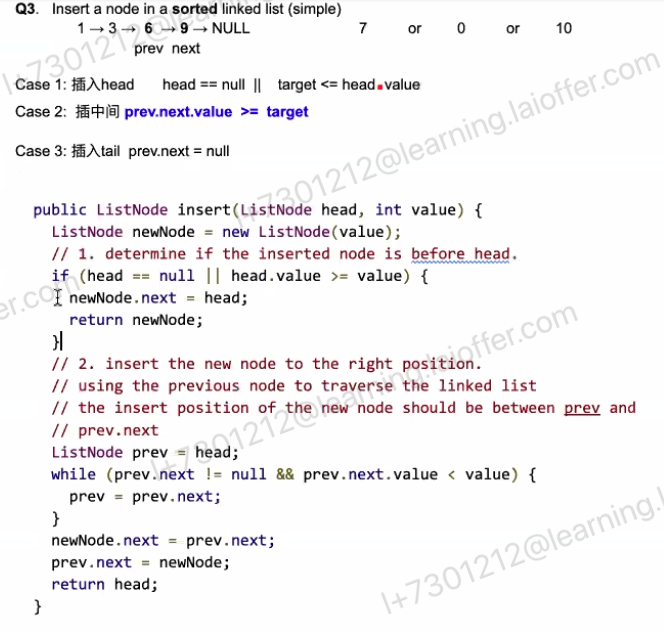 Q3. Insert a node in a sorted linked list (simple)
1 → 3 → 6 → 9 → NULL 7 or 0 or 10
prev next
Case 1: 插入head head == null || target <= head.value
Case 2: 插中间 prev.next.value >= target
Case 3: 插入tail prev.next = null
public ListNode insert(ListNode head, int value) {
ListNode newNode = new ListNode(value);
// 1. determine if the inserted node is before head.
if (head == null || head.value >= value) {
newNode.next = head;
return newNode;
}
// 2. insert the new node to the right position.
// using the previous node to traverse the linked list
// the insert position of the new node should be between prev and
// prev.next
ListNode prev = head;
while (prev.next != null && prev.next.value < value) {
prev = prev.next;
}
newNode.next = prev.next;
prev.next = newNode;
return head;
}
l+7301212@learning.laioffer.com
l+7301212@learning.laioffer.com
er.com
l+7301212@learning.laioffer.com
l+7301212@learning.l